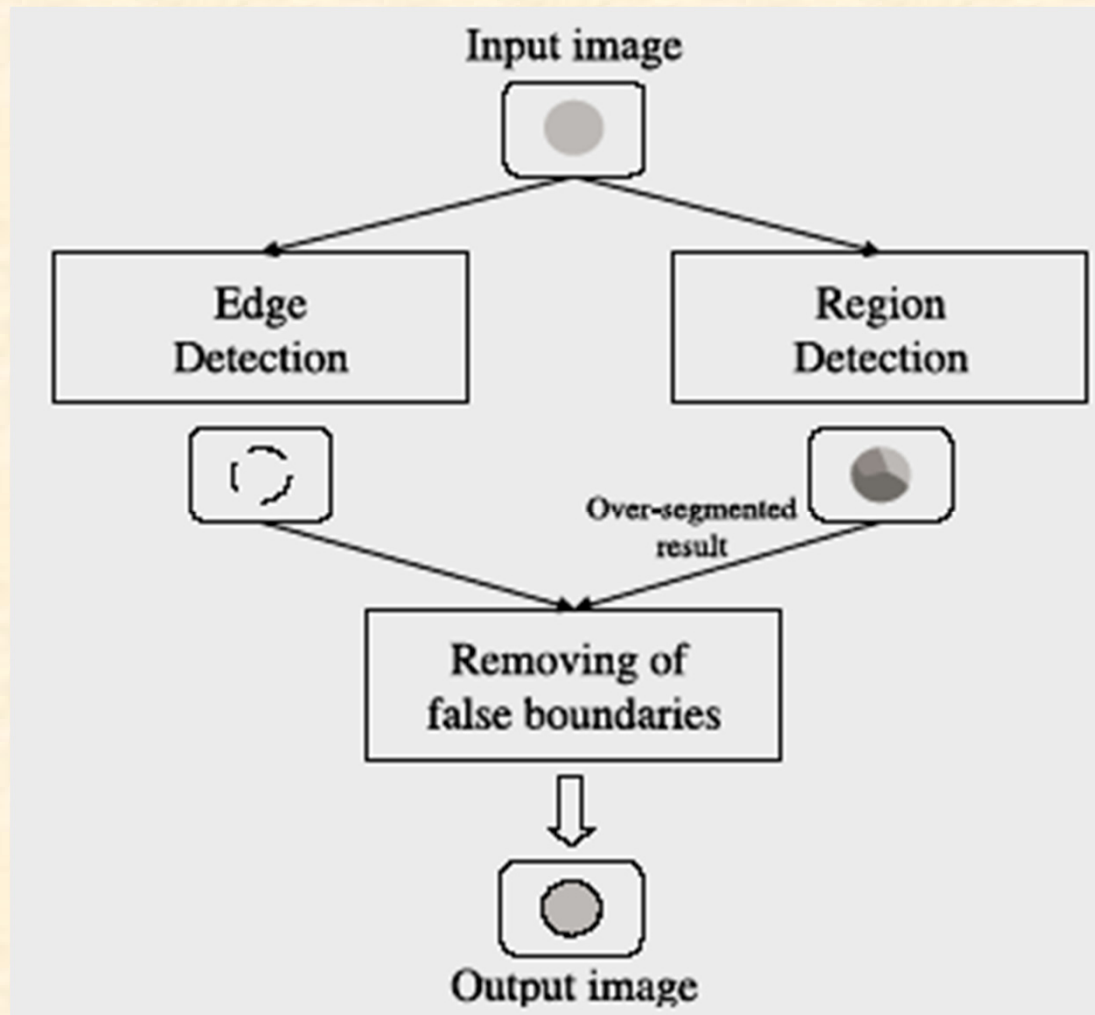 Input image
Edge
Detection
Region
Detection
Over-segmented
result
Removing of
false boundaries
Output image